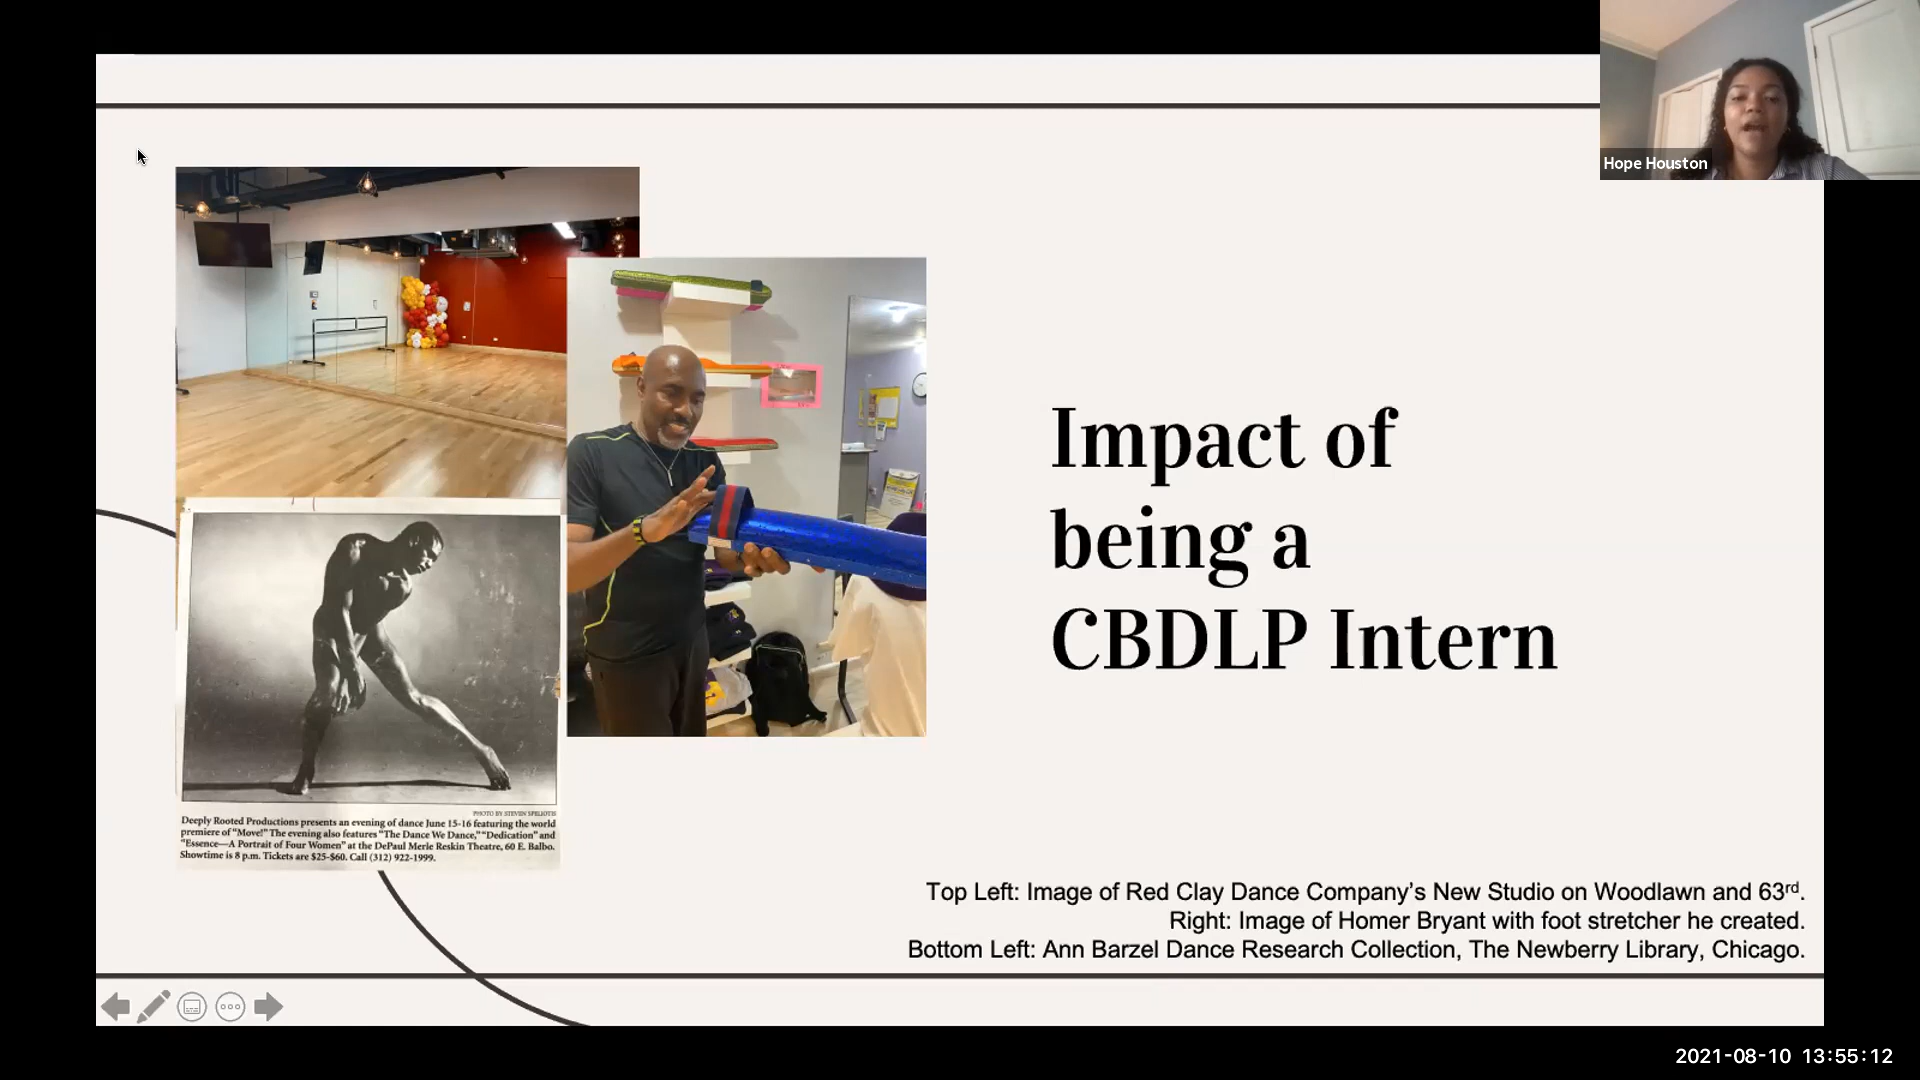 Hope Houston
Impact of
being a
CBDLP Intern
PHOTO BY STEVEN SPELIOTIS
Deeply Rooted Productions presents an evening of dance June 15-16 featuring the world
premiere of "Move!" The evening also features "The Dance We Dance," "Dedication" and
"Essence—A Portrait of Four Women" at the DePaul Merle Reskin Theatre, 60 E. Balbo.
Showtime is 8 p.m. Tickets are $25-$60. Call (312) 922-1999.
Top Left: Image of Red Clay Dance Company’s New Studio on Woodlawn and 63rd.
Right: Image of Homer Bryant with foot stretcher he created.
Bottom Left: Ann Barzel Dance Research Collection, The Newberry Library, Chicago.
2021-08-10 13:55:12